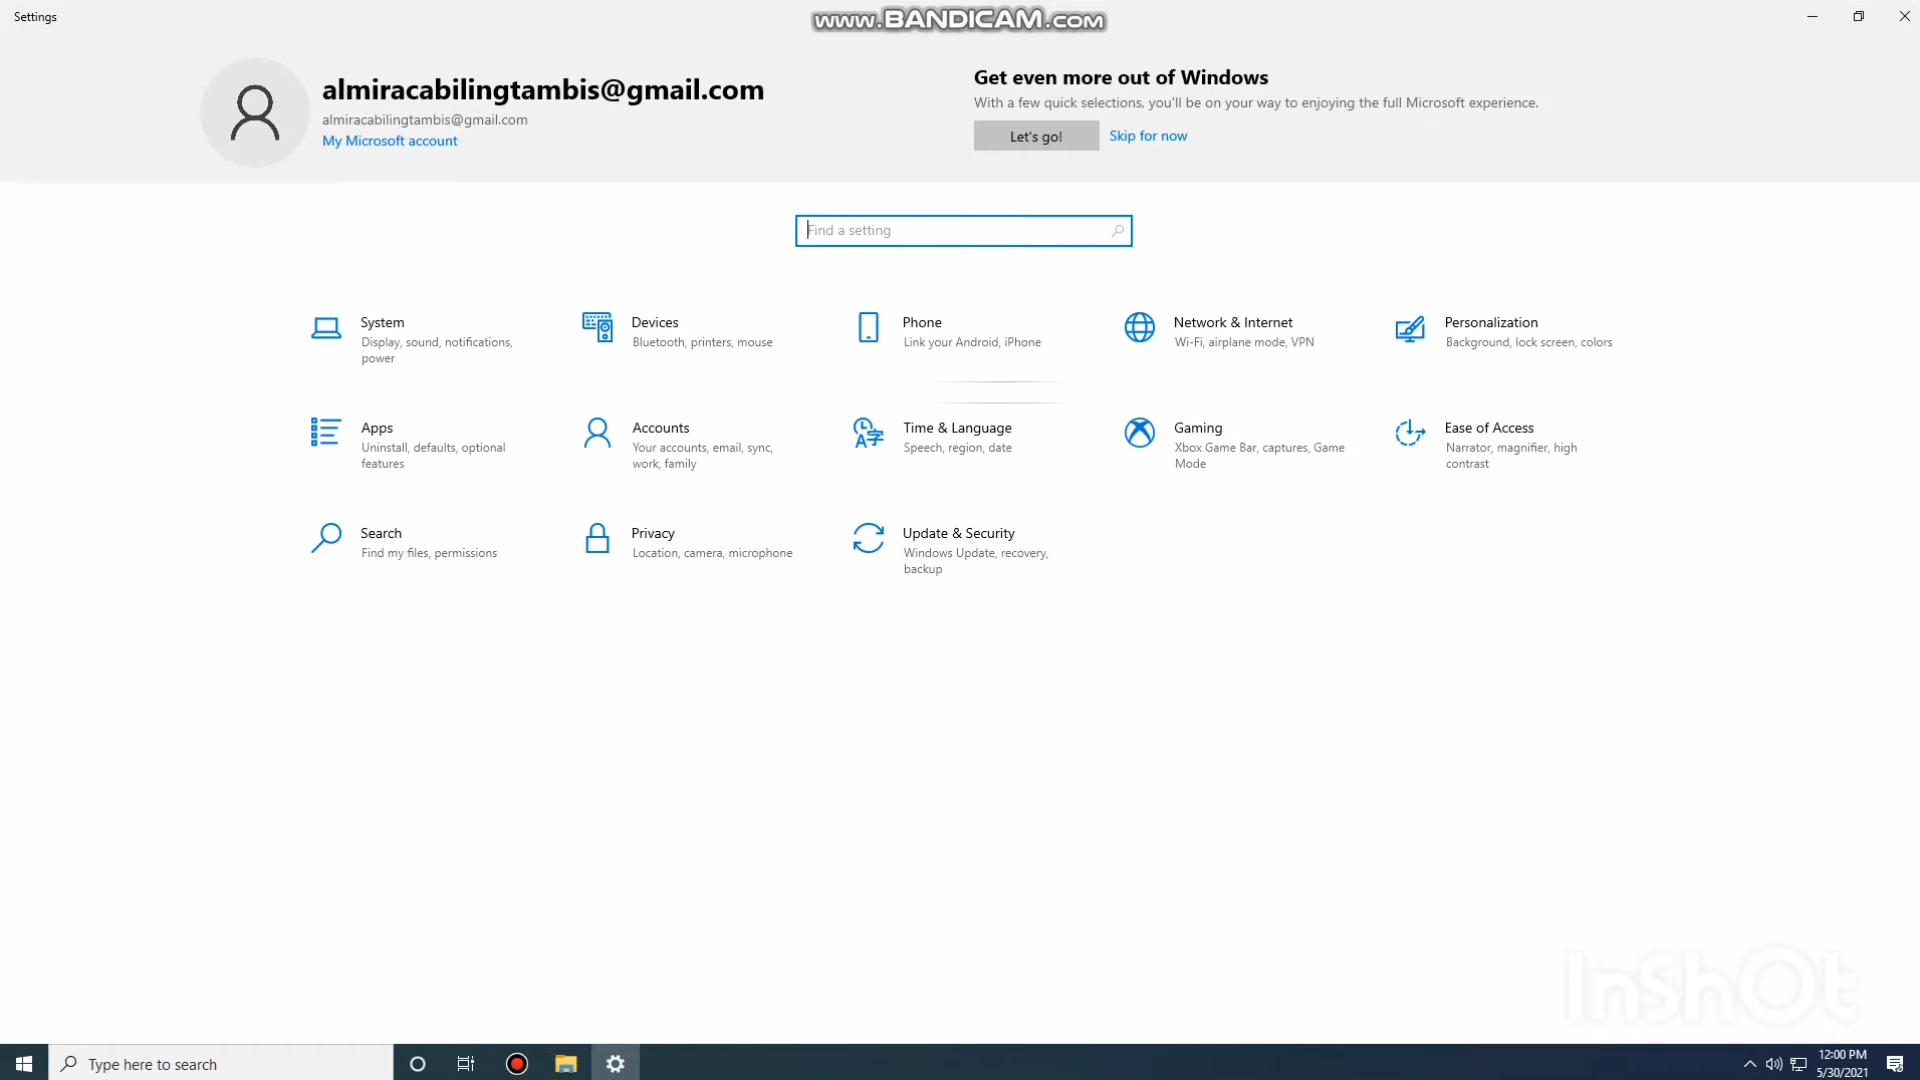 Settings
www.BANDICAM.com
almiracabilingtambis@gmail.com
almiracabilingtambis@gmail.com
My Microsoft account
Get even more out of Windows
With a few quick selections, you'll be on your way to enjoying the full Microsoft experience.
Let's go!
Skip for now
Find a setting
System
Display, sound, notifications,
power
Devices
Bluetooth, printers, mouse
Phone
Link your Android, iPhone
Network & Internet
Wi-Fi, airplane mode, VPN
Personalization
Background, lock screen, colors
Apps
Uninstall, defaults, optional
features
Accounts
Your accounts, email, sync,
work, family
Time & Language
Speech, region, date
Gaming
Xbox Game Bar, captures, Game
Mode
Ease of Access
Narrator, magnifier, high
contrast
Search
Find my files, permissions
Privacy
Location, camera, microphone
Update & Security
Windows Update, recovery,
backup
InShOt
Type here to search
12:00 PM
5/30/2021